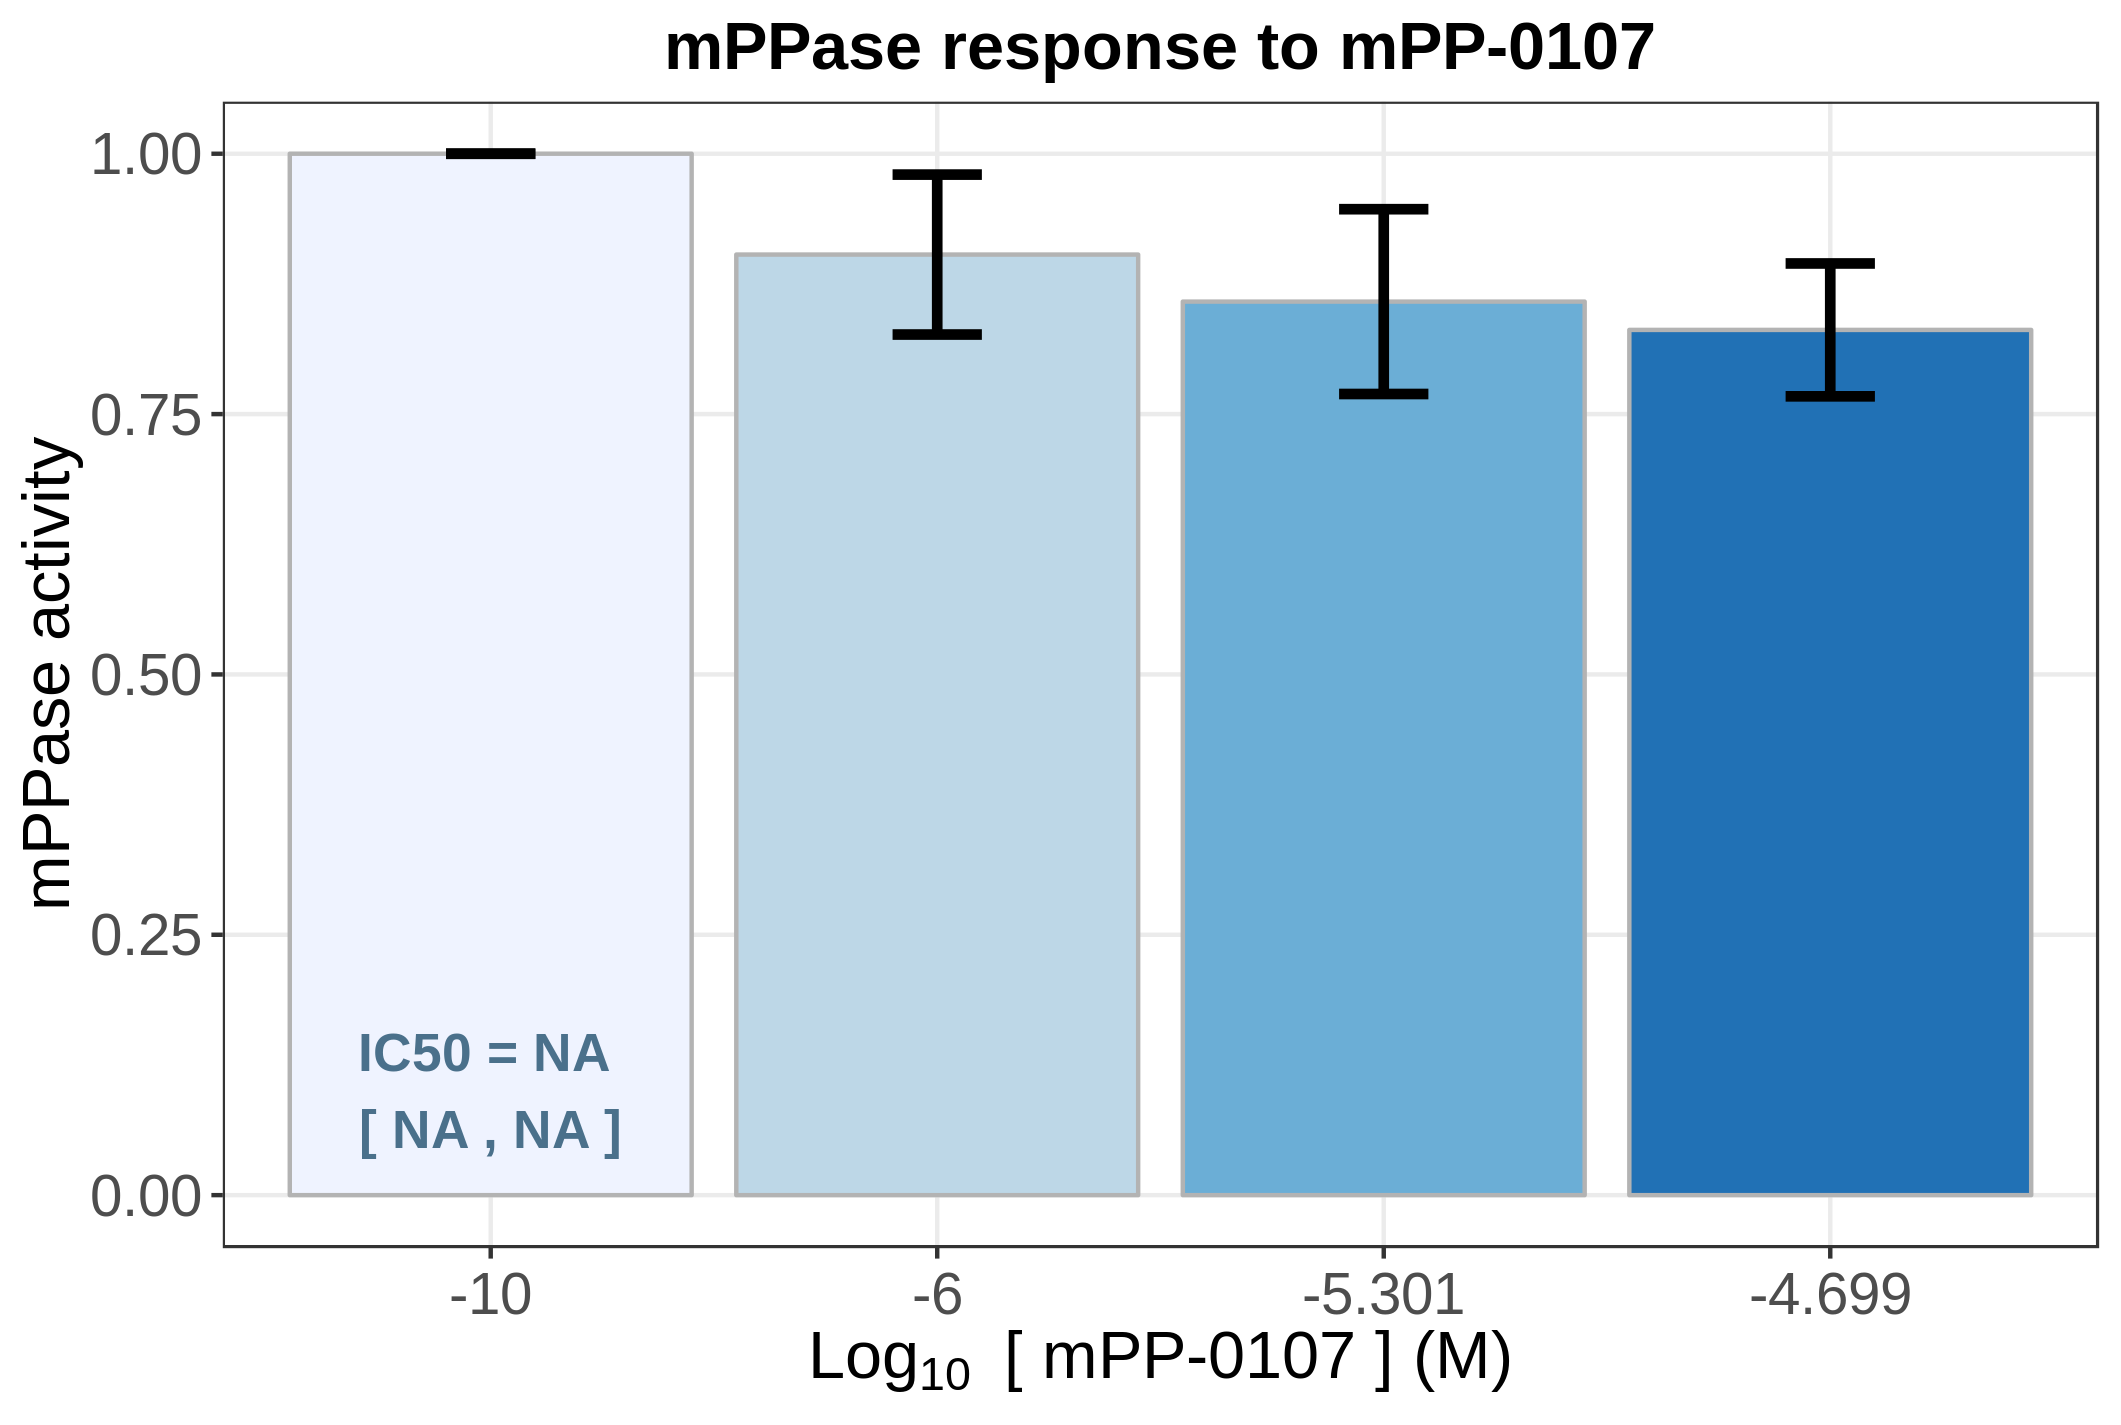 mPPase response to mPP-0107
mPPase activity
1.00
0.75
0.50
0.25
0.00
IC50 = NA
[ NA , NA ]
-10
-6
-5.301
-4.699
Log10 [ mPP-0107 ] (M)